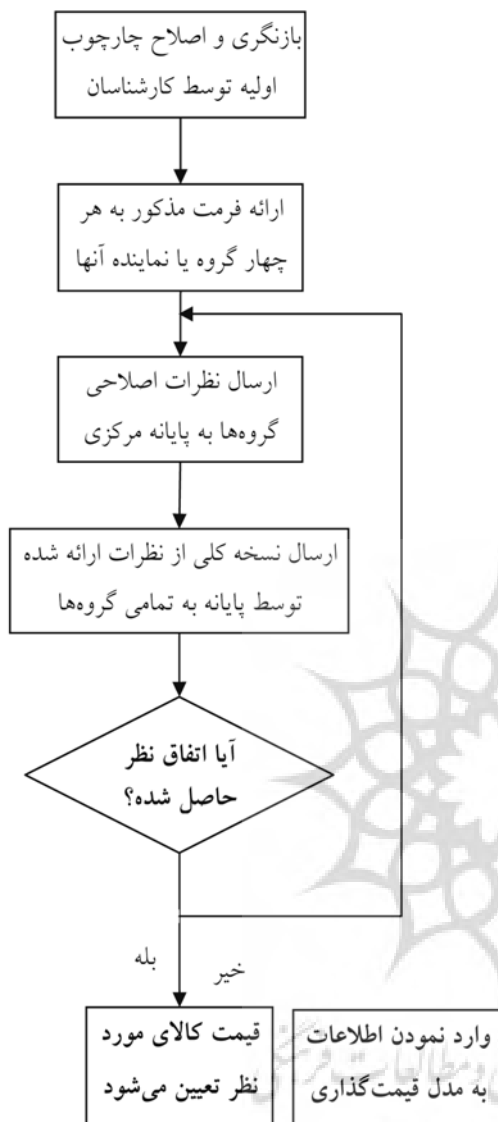 بازنگری و اصلاح چارچوب
اولیه توسط کارشناسان
ارائه فرمت مذکور به هر
چهار گروه یا نماینده آنها
ارسال نظرات اصلاحی
گروه‌ها به پایانه مرکزی
ارسال نسخه کلی از نظرات ارائه شده
توسط پایانه به تمامی گروه‌ها
آیا اتفاق نظر
حاصل شده؟
بله
خیر
وارد نمودن اطلاعات
به مدل قیمت‌گذاری
قیمت کالای مورد
نظر تعیین می‌شود